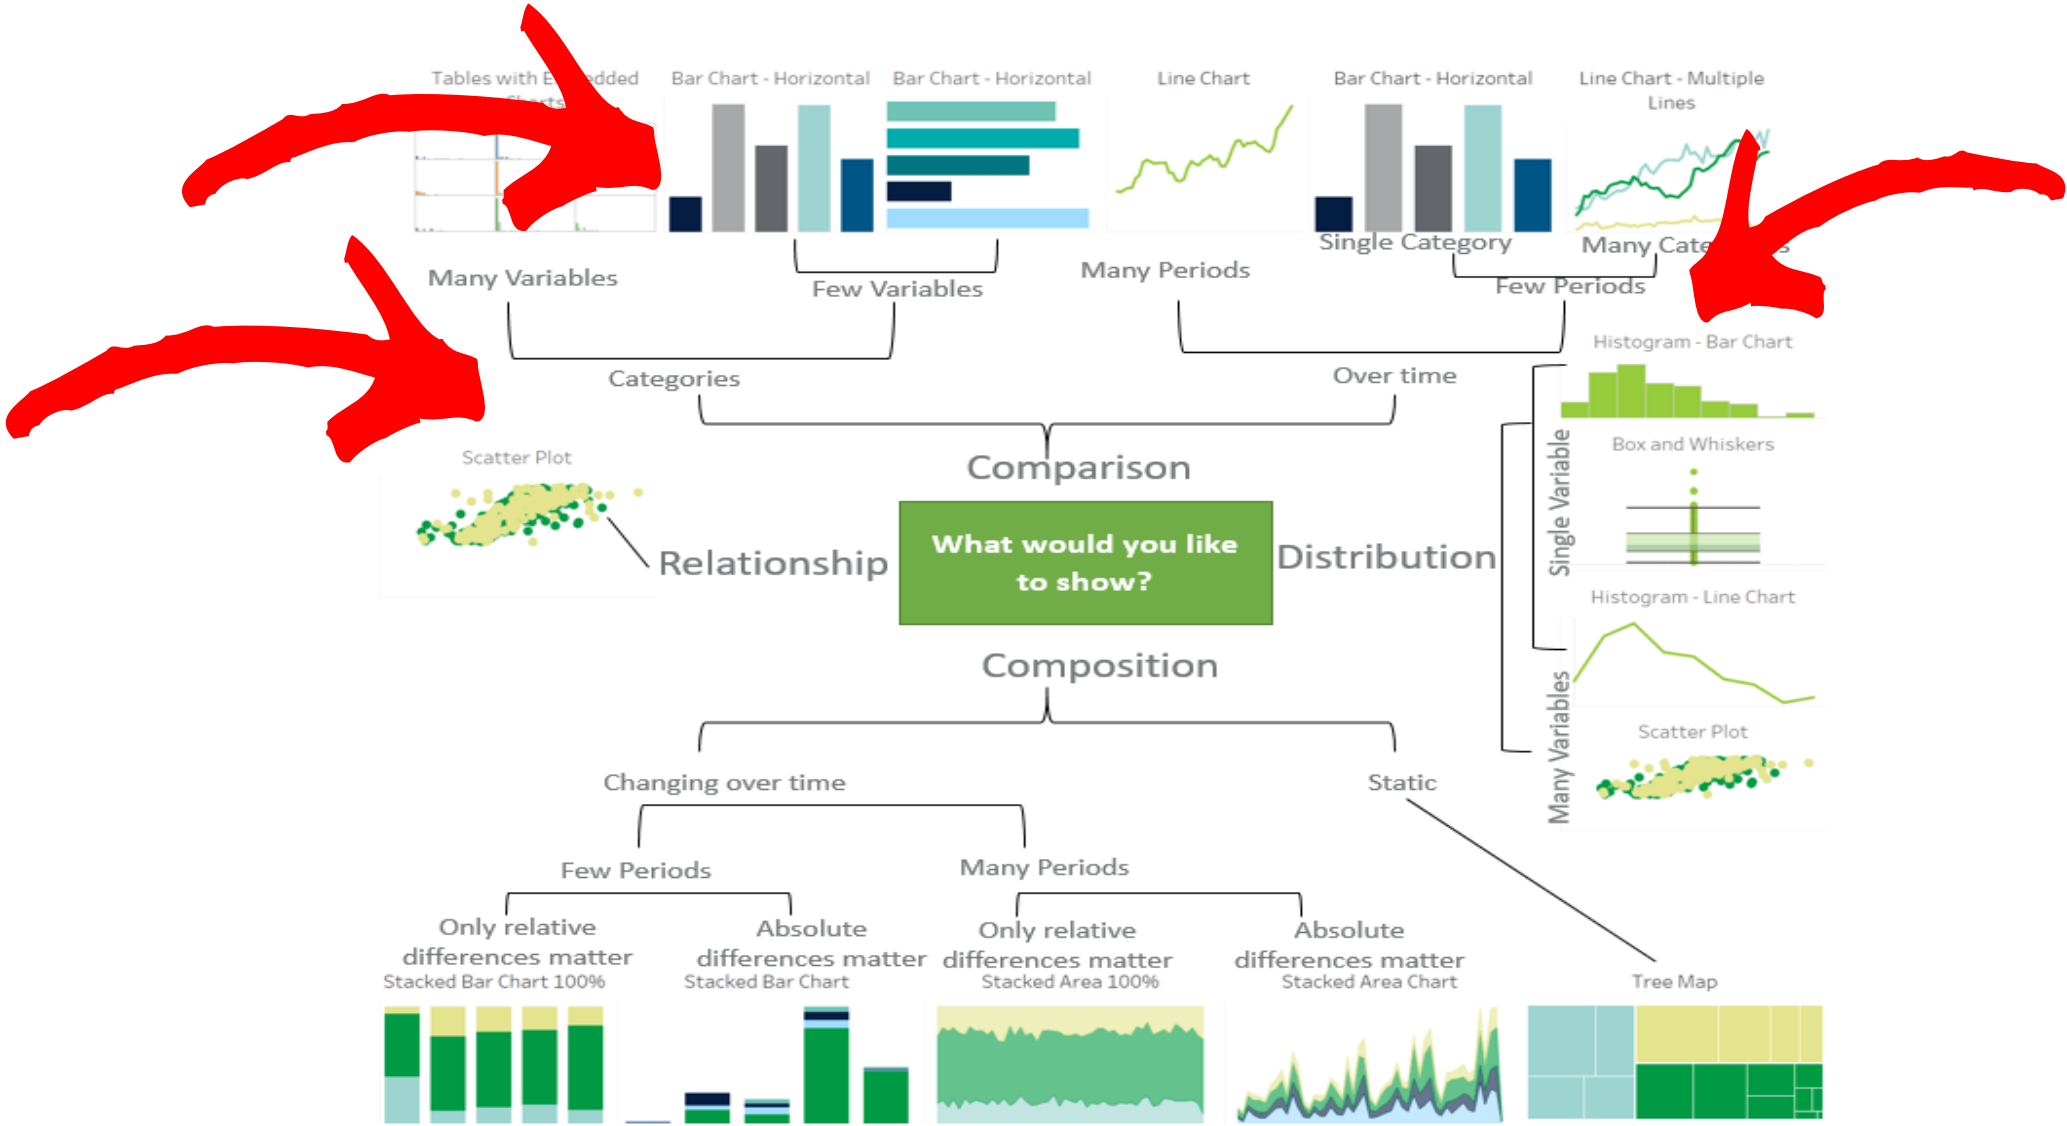 Tables with
Bar Chart - Horizontal
Bar Chart - Horizontal
Line Chart
Bar Chart - Horizontal
Line Chart - Multiple
Lines
Single Category
Many
Many Variables
Few Variables
Many Periods
Few Periods
Categories
Over time
Histogram - Bar Chart
Single Variable
Box and Whiskers
Scatter Plot
Comparison
What would you like
to show?
Relationship
Distribution
Histogram - Line Chart
Composition
Many Variables
Scatter Plot
Changing over time
Static
Few Periods
Many Periods
Only relative
differences matter
Absolute
differences matter
Only relative
differences matter
Absolute
differences matter
Stacked Bar Chart 100%
Stacked Bar Chart
Stacked Area 100%
Stacked Area Chart
Tree Map